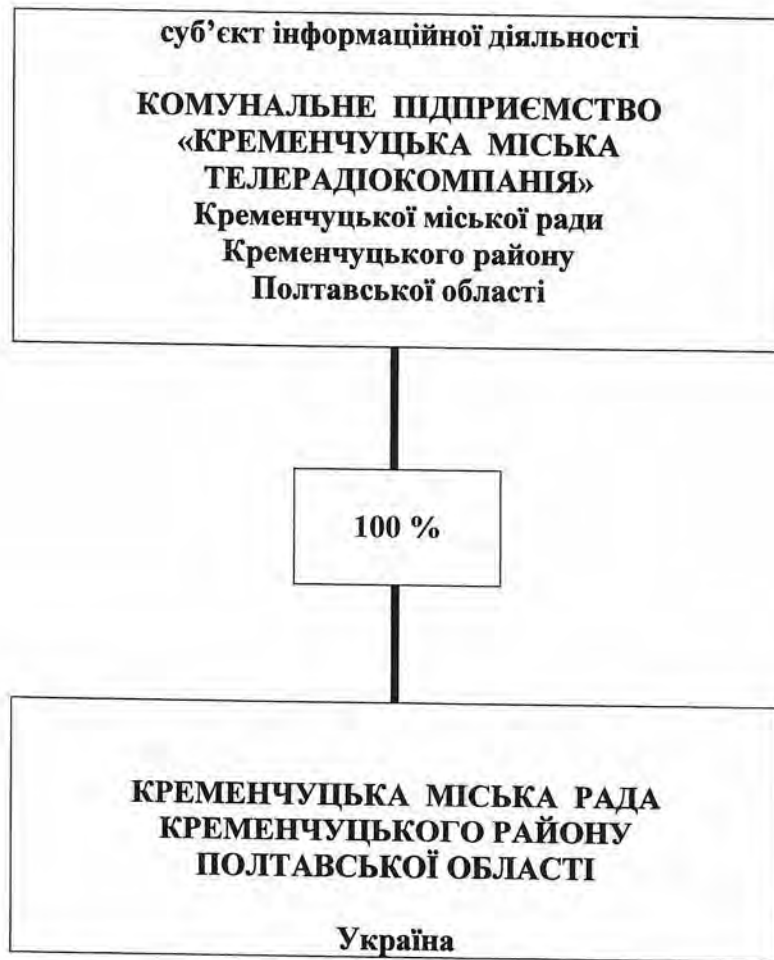 суб’єкт інформаційної діяльності
КОМУНАЛЬНЕ ПІДПРИЄМСТВО
«КРЕМЕНЧУЦЬКА МІСЬКА
ТЕЛЕРАДІОКОМПАНІЯ»
Кременчуцької міської ради
Кременчуцького району
Полтавської області
100 %
КРЕМЕНЧУЦЬКА МІСЬКА РАДА
КРЕМЕНЧУЦЬКОГО РАЙОНУ
ПОЛТАВСЬКОЇ ОБЛАСТІ
Україна